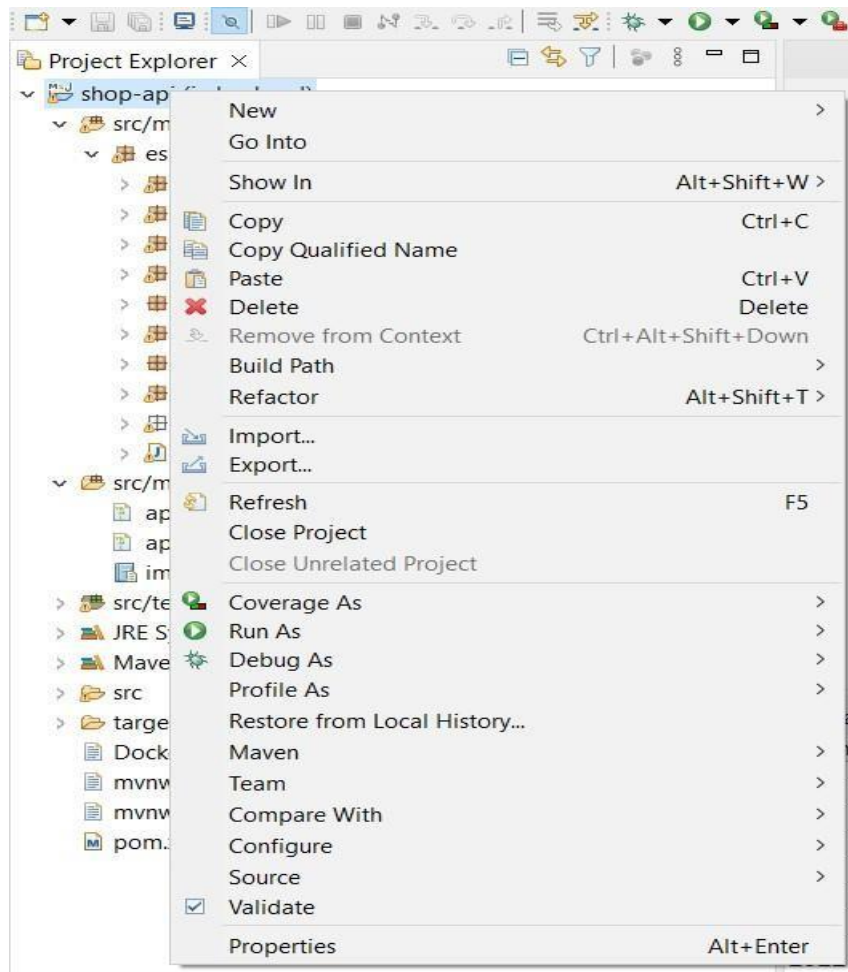 Project Explorer
shop-api
New
src/m
Go Into
es
Show In Alt+Shift+W
Copy Ctrl+C
Copy Qualified Name
Paste Ctrl+V
Delete Delete
Remove from Context Ctrl+Alt+Shift+Down
Build Path
Refactor Alt+Shift+T
Import...
Export...
src/m
Refresh F5
ap
Close Project
ap
Close Unrelated Project
im
src/te Coverage As
JRE S Run As
Mave Debug As
src Profile As
targe Restore from Local History...
Dock Maven
mvnw Team
mvnw Compare With
pom. Configure
Source
Validate
Properties Alt+Enter